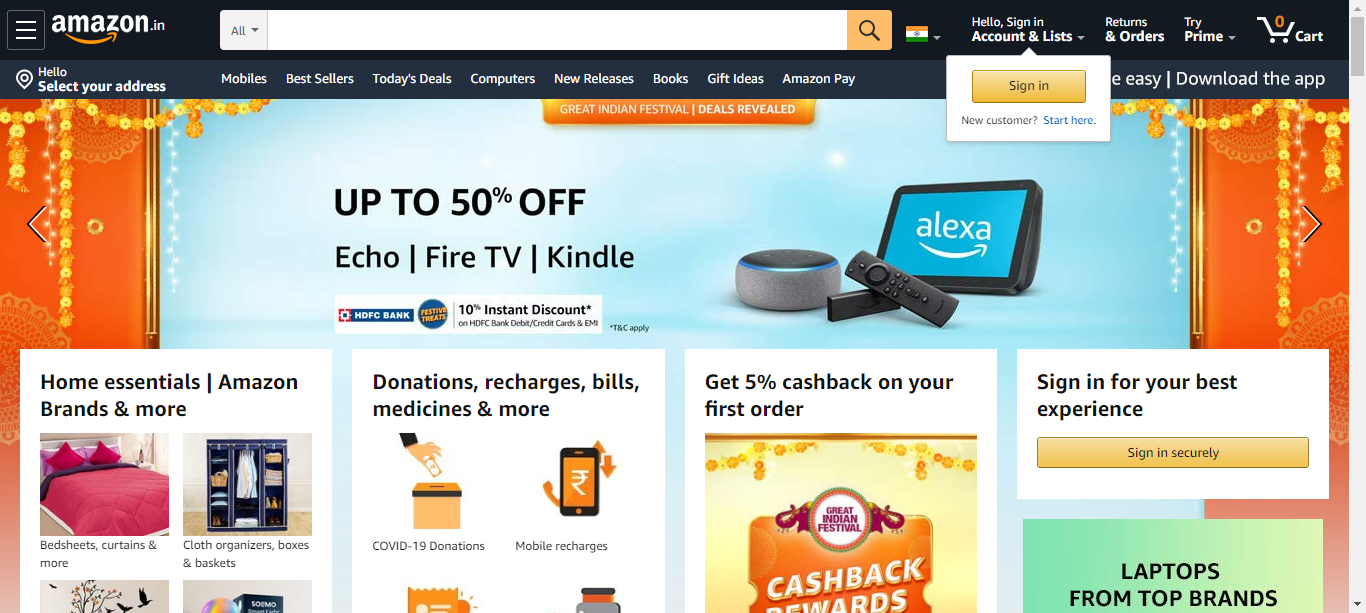 amazon.in
All
Hello, Sign in
Account & Lists
Returns
& Orders
Try
Prime
0
Cart
Hello
Select your address
Mobiles
Best Sellers
Today's Deals
Computers
New Releases
Books
Gift Ideas
Amazon Pay
e easy | Download the app
Sign in
New customer? Start here.
GREAT INDIAN FESTIVAL | DEALS REVEALED
UP TO 50% OFF
Echo | Fire TV | Kindle
HDFC BANK
FESTIVE
TREATS
10% Instant Discount*
on HDFC Bank Debit/Credit Cards & EMI
*T&C apply
alexa
Home essentials | Amazon
Brands & more
Bedsheets, curtains &
more
Cloth organizers, boxes
& baskets
SOLIMO
Donations, recharges, bills,
medicines & more
COVID-19 Donations
₹
Mobile recharges
Get 5% cashback on your
first order
GREAT
INDIAN
FESTIVAL
CASHBACK
REWARDS
Sign in for your best
experience
Sign in securely
LAPTOPS
FROM TOP BRANDS